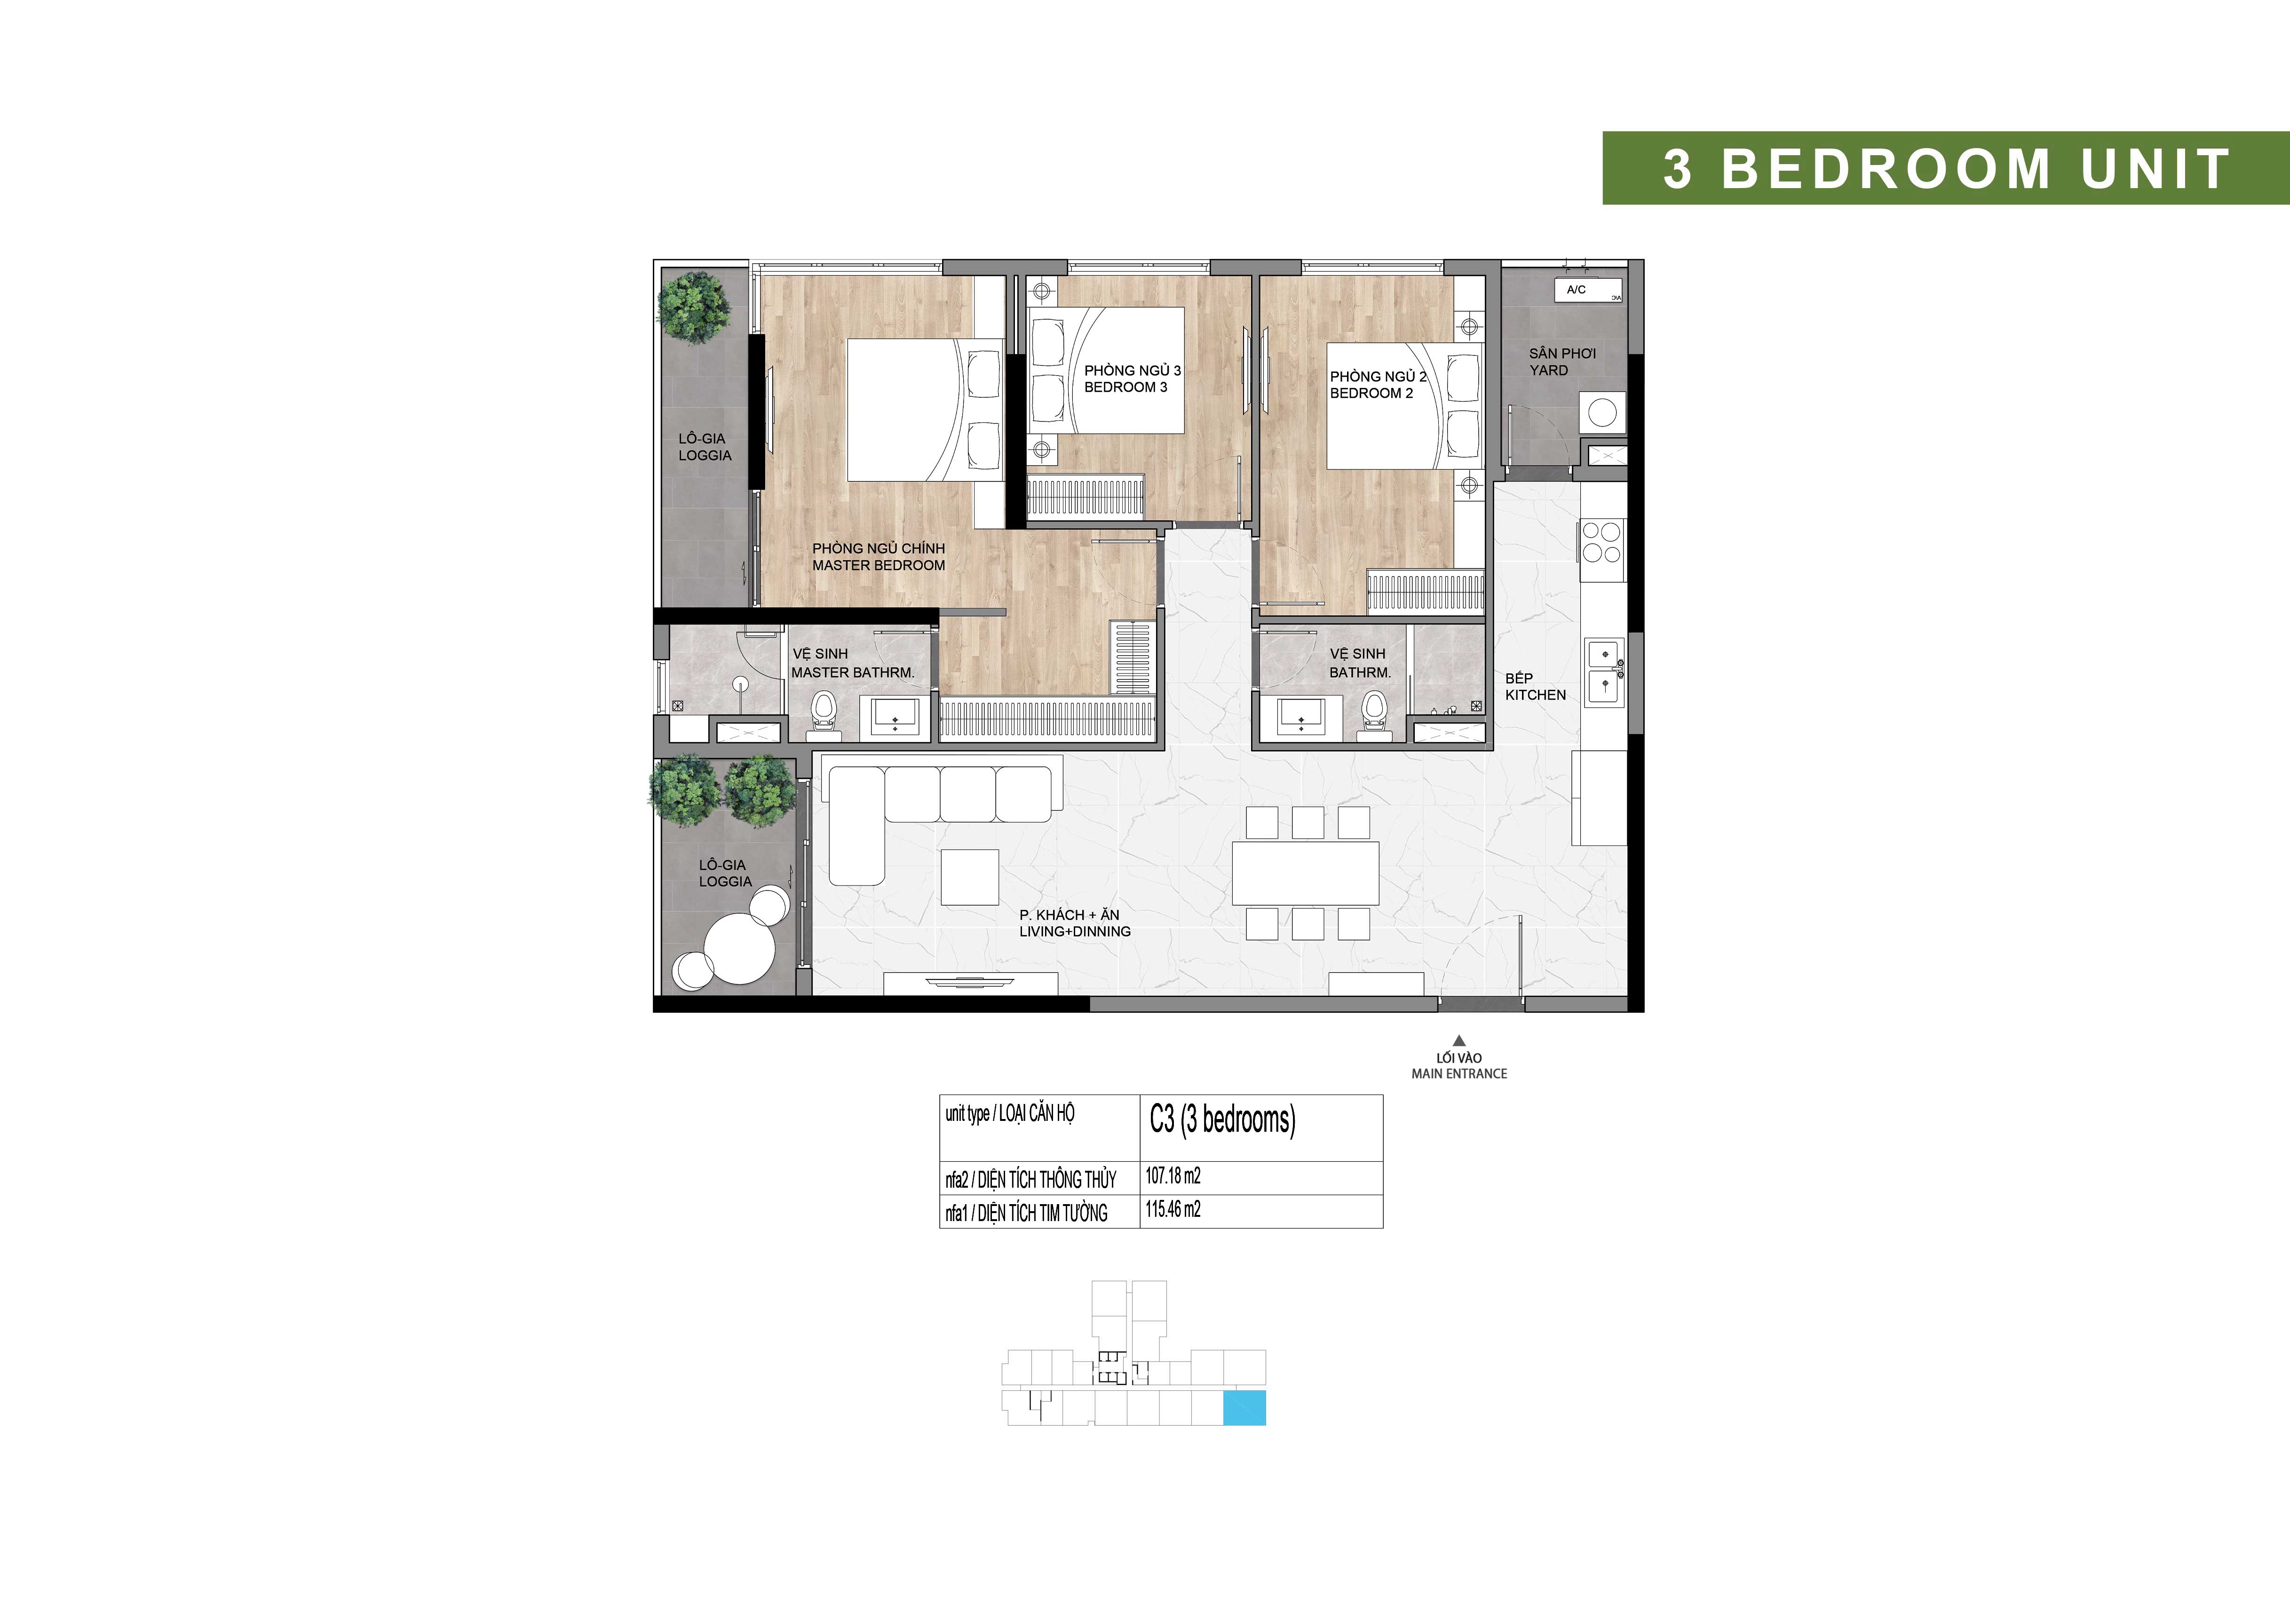 3 BEDROOM UNIT
A/C
A/C
SÂN PHƠI
YARD
PHÒNG NGỦ 3
BEDROOM 3
PHÒNG NGỦ 2
BEDROOM 2
LÔ-GIA
LOGGIA
PHÒNG NGỦ CHÍNH
MASTER BEDROOM
VỆ SINH
MASTER BATHRM.
VỆ SINH
BATHRM.
BẾP
KITCHEN
LÔ-GIA
LOGGIA
P. KHÁCH + ĂN
LIVING+DINNING
LỐI VÀO
MAIN ENTRANCE
unit type / LOẠI CĂN HỘ
C3 (3 bedrooms)
nfa2 / DIỆN TÍCH THÔNG THỦY
107.18 m2
nfa1 / DIỆN TÍCH TIM TƯỜNG
115.46 m2